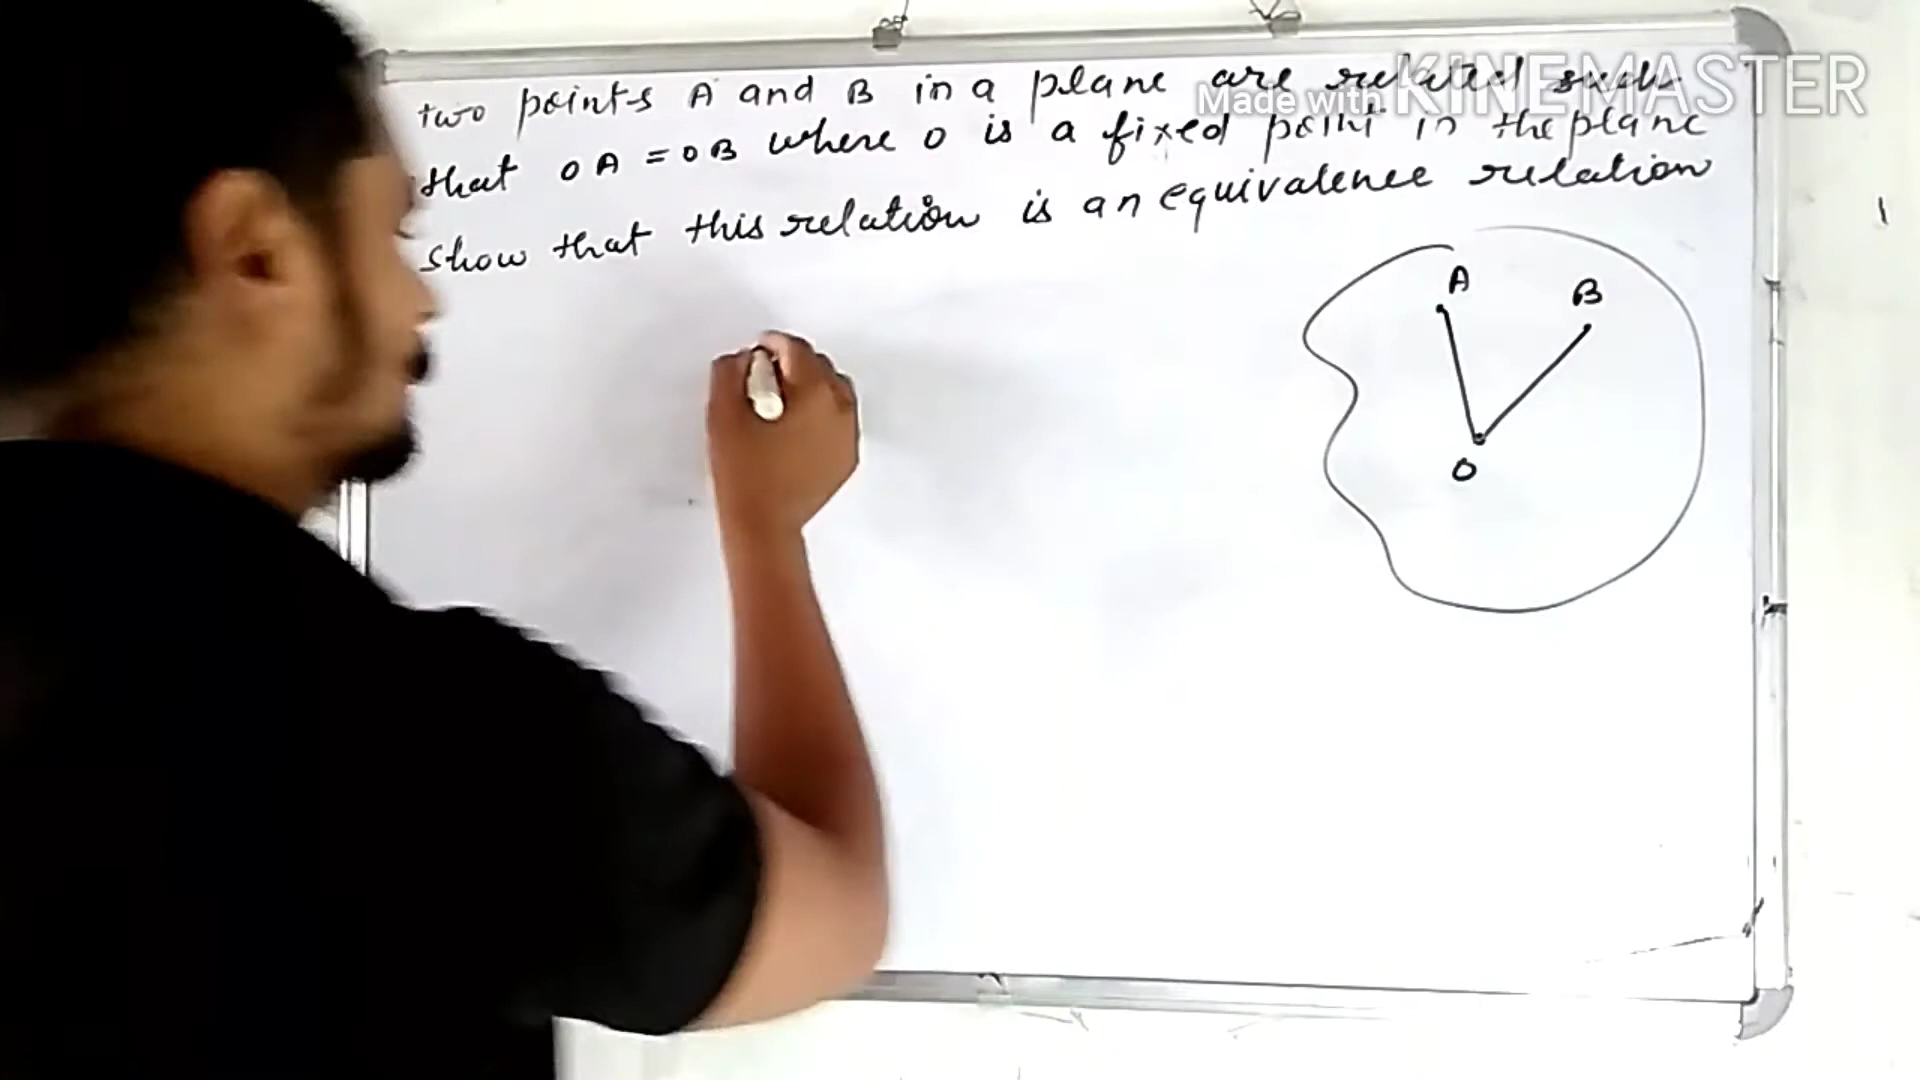 two points A and B in a plane are related such
that OA = OB where O is a fixed point in the plane
show that this relation is an equivalence relation
Made with KINEMASTER
A
B
O